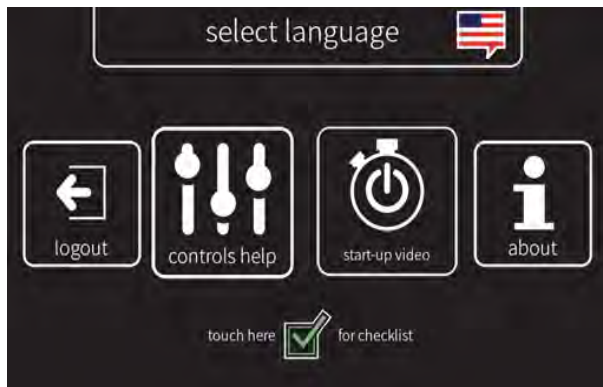 select language
logout
controls help
start-up video
about
touch here for checklist